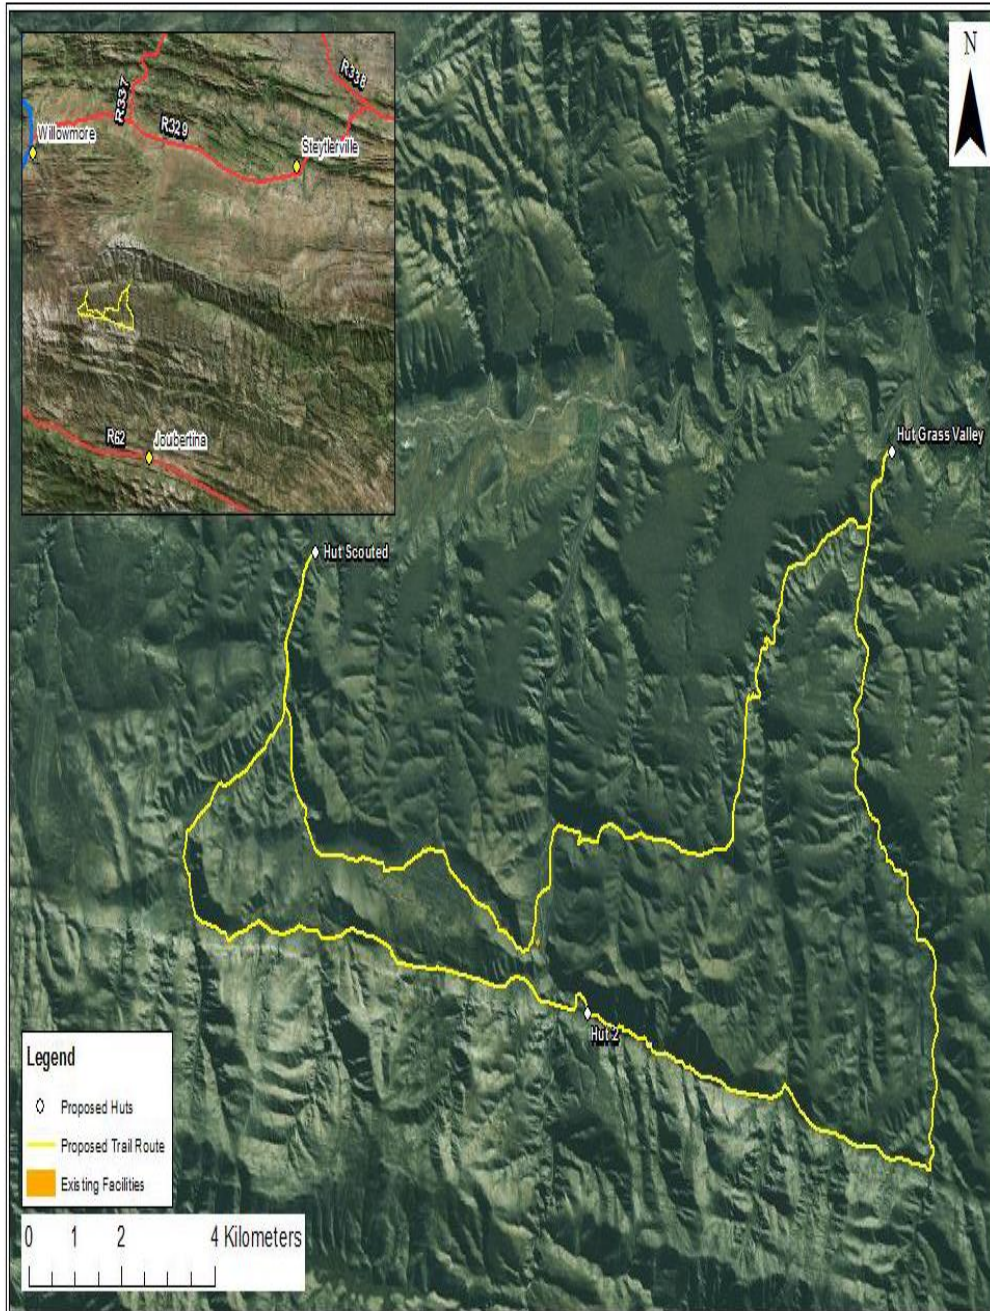 N
R338
R337
Willowmore
R329
Steytlerville
R62
Joubertina
Hut Grass Valley
Hut Scouted
Hut 2
Legend
Proposed Huts
Proposed Trail Route
Existing Facilities
0 1 2 4 Kilometers